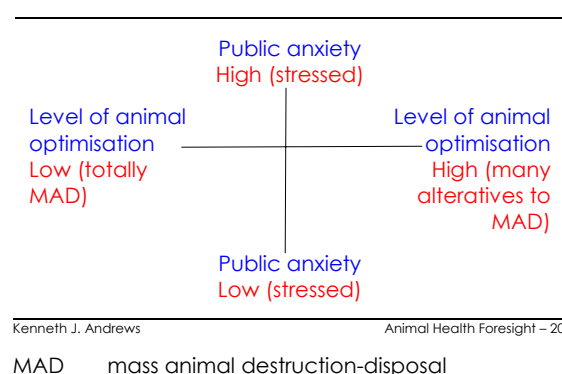 Public anxiety
High (stressed)
Level of animal
optimisation
Low (totally
MAD)
Level of animal
optimisation
High (many
alteratives to
MAD)
Public anxiety
Low (stressed)
Kenneth J. Andrews
Animal Health Foresight – 20
MAD mass animal destruction-disposal